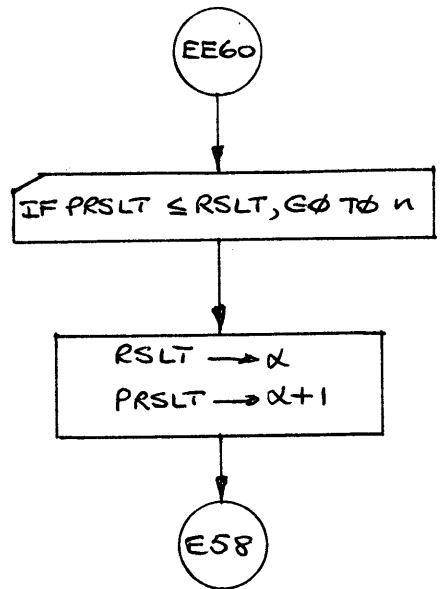 EE60
IF PRSLT ≤ RSLT, GØ TØ n
RSLT → α
PRSLT → α+1
E58